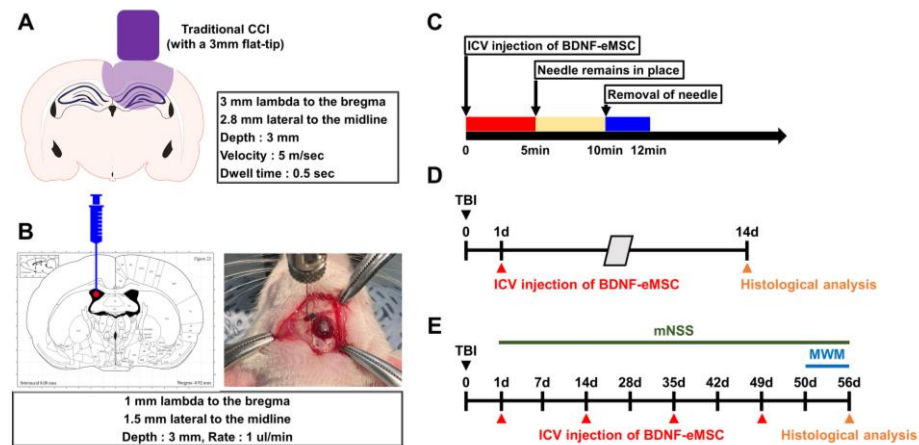 A
Traditional CCI
(with a 3mm flat-tip)
3 mm lambda to the bregma
2.8 mm lateral to the midline
Depth : 3 mm
Velocity : 5 m/sec
Dwell time : 0.5 sec
B
1 mm lambda to the bregma
1.5 mm lateral to the midline
Depth : 3 mm, Rate : 1 ul/min
C
ICV injection of BDNF-eMSC
Needle remains in place
Removal of needle
0 5min 10min 12min
D
TBI
0 1d 14d
ICV injection of BDNF-eMSC Histological analysis
E
mNSS
TBI
MWM
0 1d 7d 14d 28d 35d 42d 49d 50d 56d
ICV injection of BDNF-eMSC Histological analysis